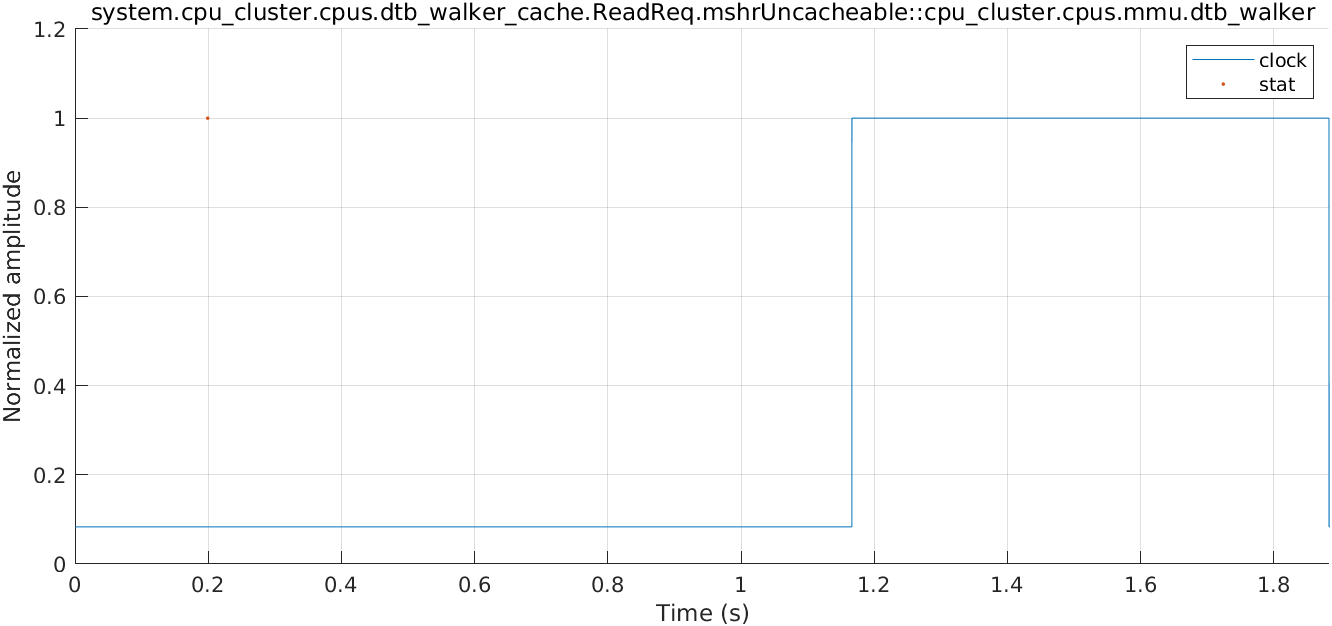 system.cpu_cluster.cpus.dtb_walker_cache.ReadReq.mshrUncacheable::cpu_cluster.cpus.mmu.dtb_walker
1.2
1
0.8
0.6
0.4
0.2
0
Normalized amplitude
clock
stat
0 0.2 0.4 0.6 0.8 1 1.2 1.4 1.6 1.8
Time (s)